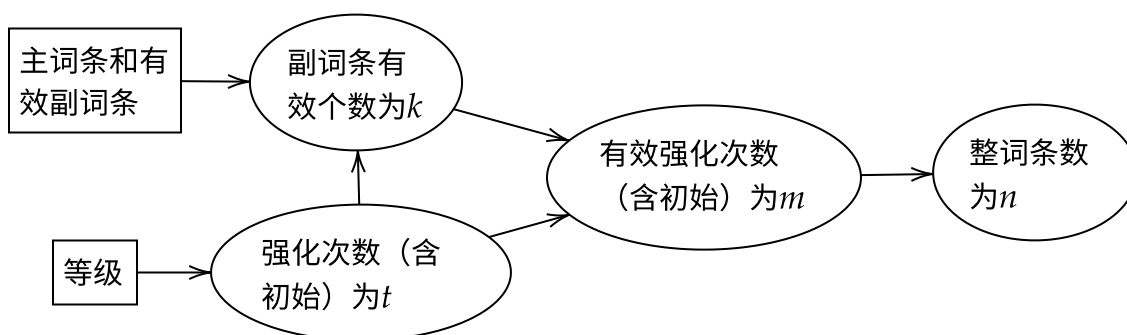 主词条和有
效副词条
副词条有
效个数为k
有效强化次数
（含初始）为m
整词条数
为n
等级
强化次数（含
初始）为t